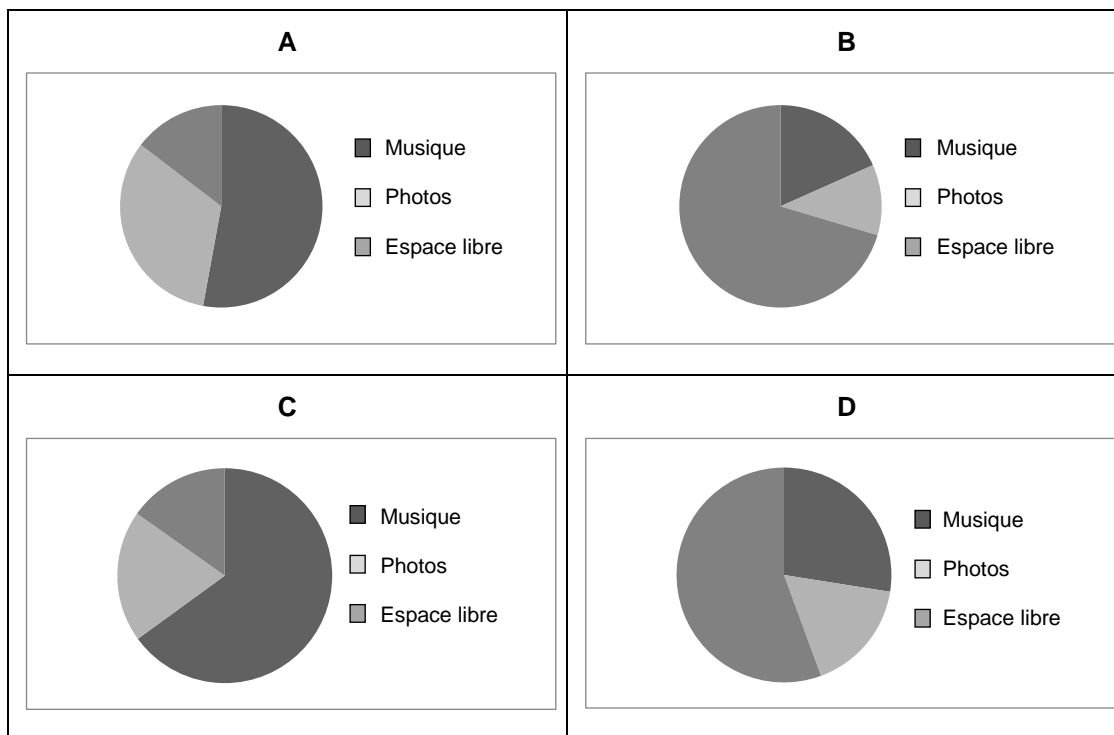 A
Musique
Photos
Espace libre
B
Musique
Photos
Espace libre
C
Musique
Photos
Espace libre
D
Musique
Photos
Espace libre